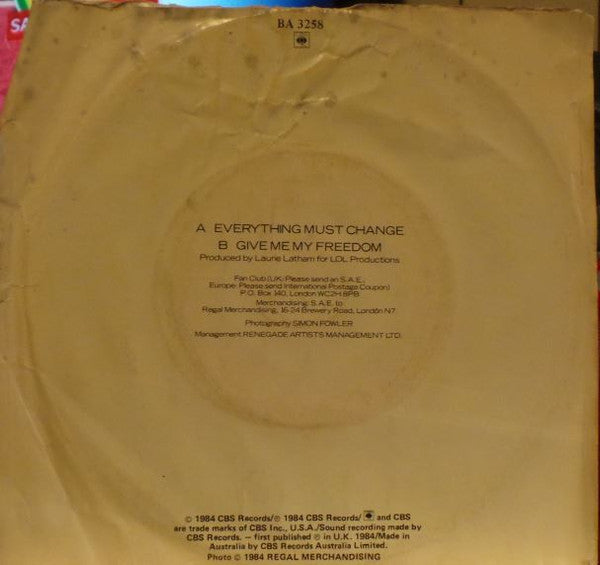 SA
BA 3258
A EVERYTHING MUST CHANGE
B GIVE ME MY FREEDOM
Produced by Laurie Latham for LOL Productions
Fan Club (U.K: Please send an S.A.E.,
Europe: Please send International Postage Coupon)
P.O. Box 140, London WC2H 8PB
Merchandising: S.A.E. to
Regal Merchandising, 16-24 Brewery Road, London N7
Photography SIMON FOWLER
Management RENEGADE ARTISTS MANAGEMENT LTD.
© 1984 CBS Records/℗ 1984 CBS Records/ and CBS
are trade marks of CBS Inc., U.S.A./Sound recording made by
CBS Records. – first published ℗ in U.K. 1984/Made in
Australia by CBS Records Australia Limited.
Photo © 1984 REGAL MERCHANDISING